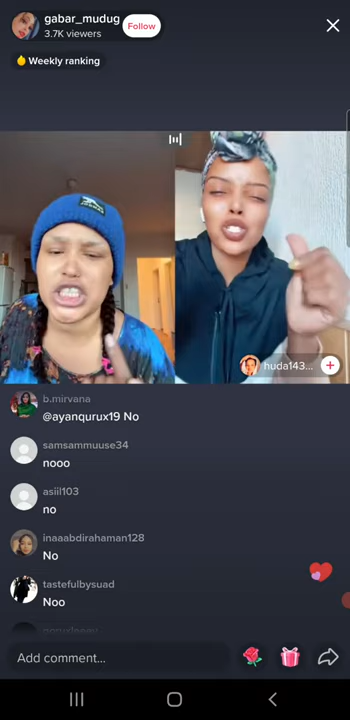 gabar_mudug
3.7K viewers
Follow
Weekly ranking
huda143...
b.mirvana
@ayanqurux19 No
samsammuuse34
nooo
asiil103
no
inaaabdirahaman128
No
tastefulbysuad
Noo
Add comment...